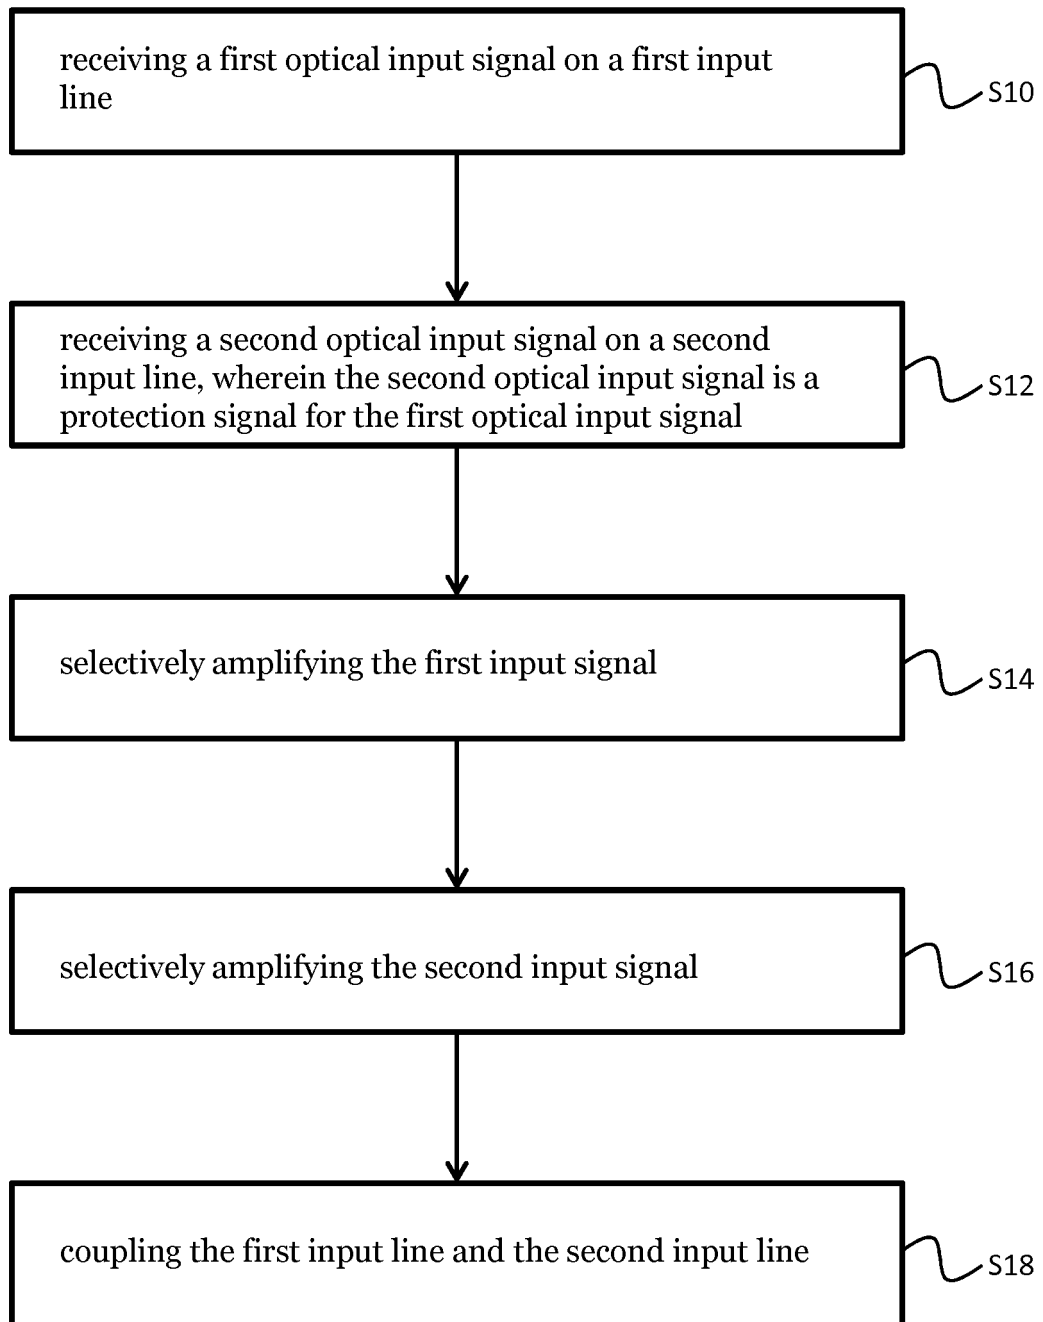 receiving a first optical input signal on a first input
line
S10
receiving a second optical input signal on a second
input line, wherein the second optical input signal is a
protection signal for the first optical input signal
S12
selectively amplifying the first input signal
S14
selectively amplifying the second input signal
S16
coupling the first input line and the second input line
S18